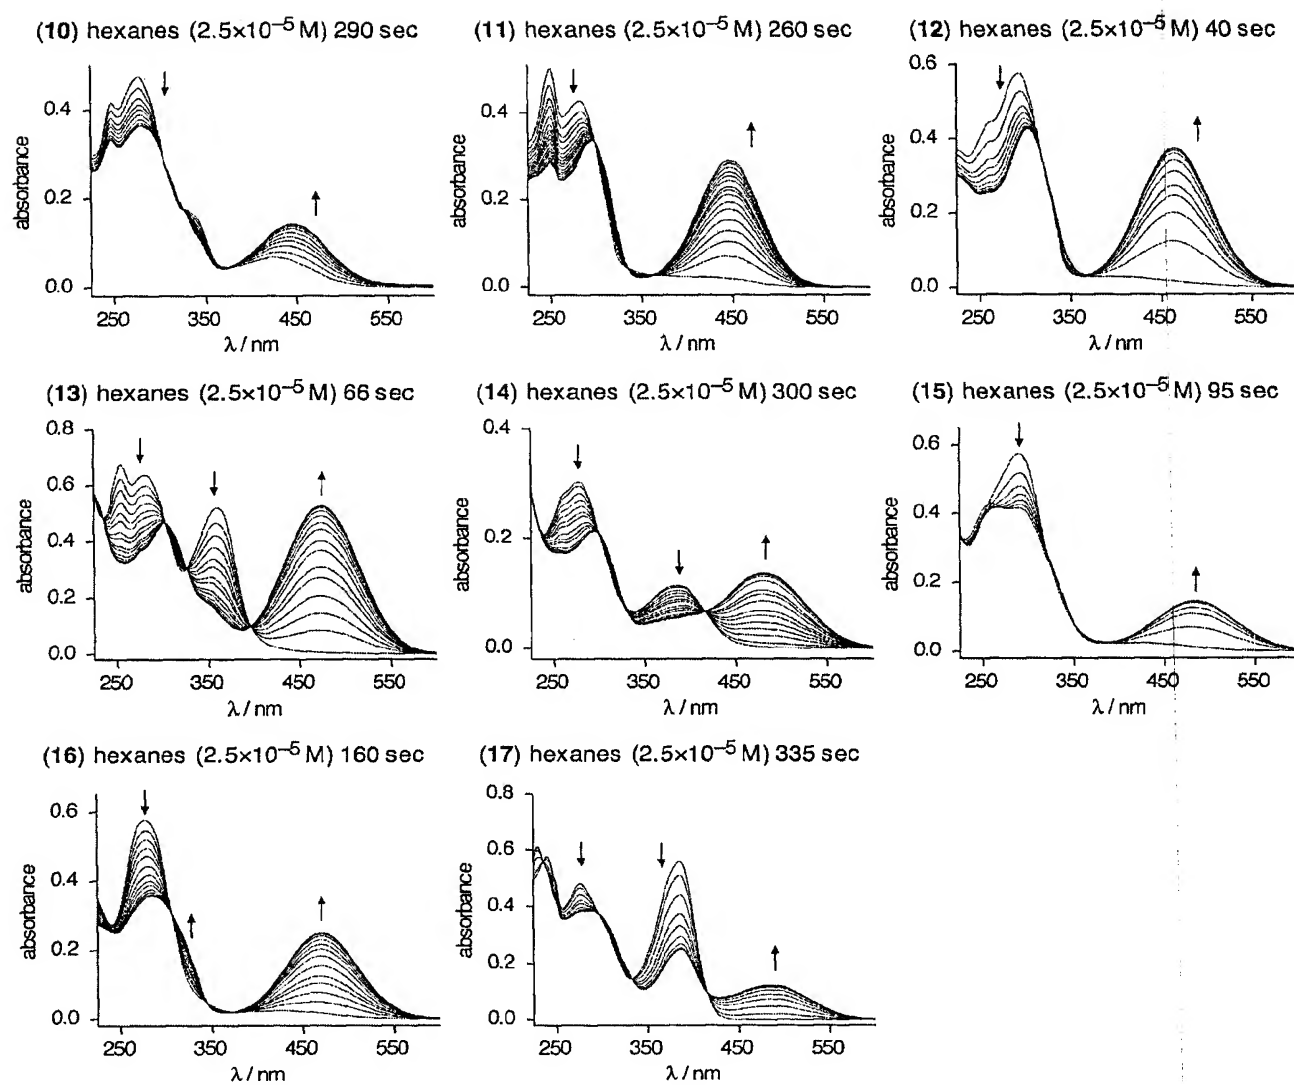 (10) hexanes (2.5×10⁻⁵ M) 290 sec
(11) hexanes (2.5×10⁻⁵ M) 260 sec
(12) hexanes (2.5×10⁻⁵ M) 40 sec
absorbance
0.4
0.2
0.0
250 350 450 550
λ / nm
absorbance
0.4
0.2
0.0
250 350 450 550
λ / nm
absorbance
0.6
0.4
0.2
0.0
250 350 450 550
λ / nm
(13) hexanes (2.5×10⁻⁵ M) 66 sec
(14) hexanes (2.5×10⁻⁵ M) 300 sec
(15) hexanes (2.5×10⁻⁵ M) 95 sec
absorbance
0.8
0.6
0.4
0.2
0.0
250 350 450 550
λ / nm
absorbance
0.4
0.2
0.0
250 350 450 550
λ / nm
absorbance
0.6
0.4
0.2
0.0
250 350 450 550
λ / nm
(16) hexanes (2.5×10⁻⁵ M) 160 sec
(17) hexanes (2.5×10⁻⁵ M) 335 sec
absorbance
0.6
0.4
0.2
0.0
250 350 450 550
λ / nm
absorbance
0.8
0.6
0.4
0.2
0.0
250 350 450 550
λ / nm